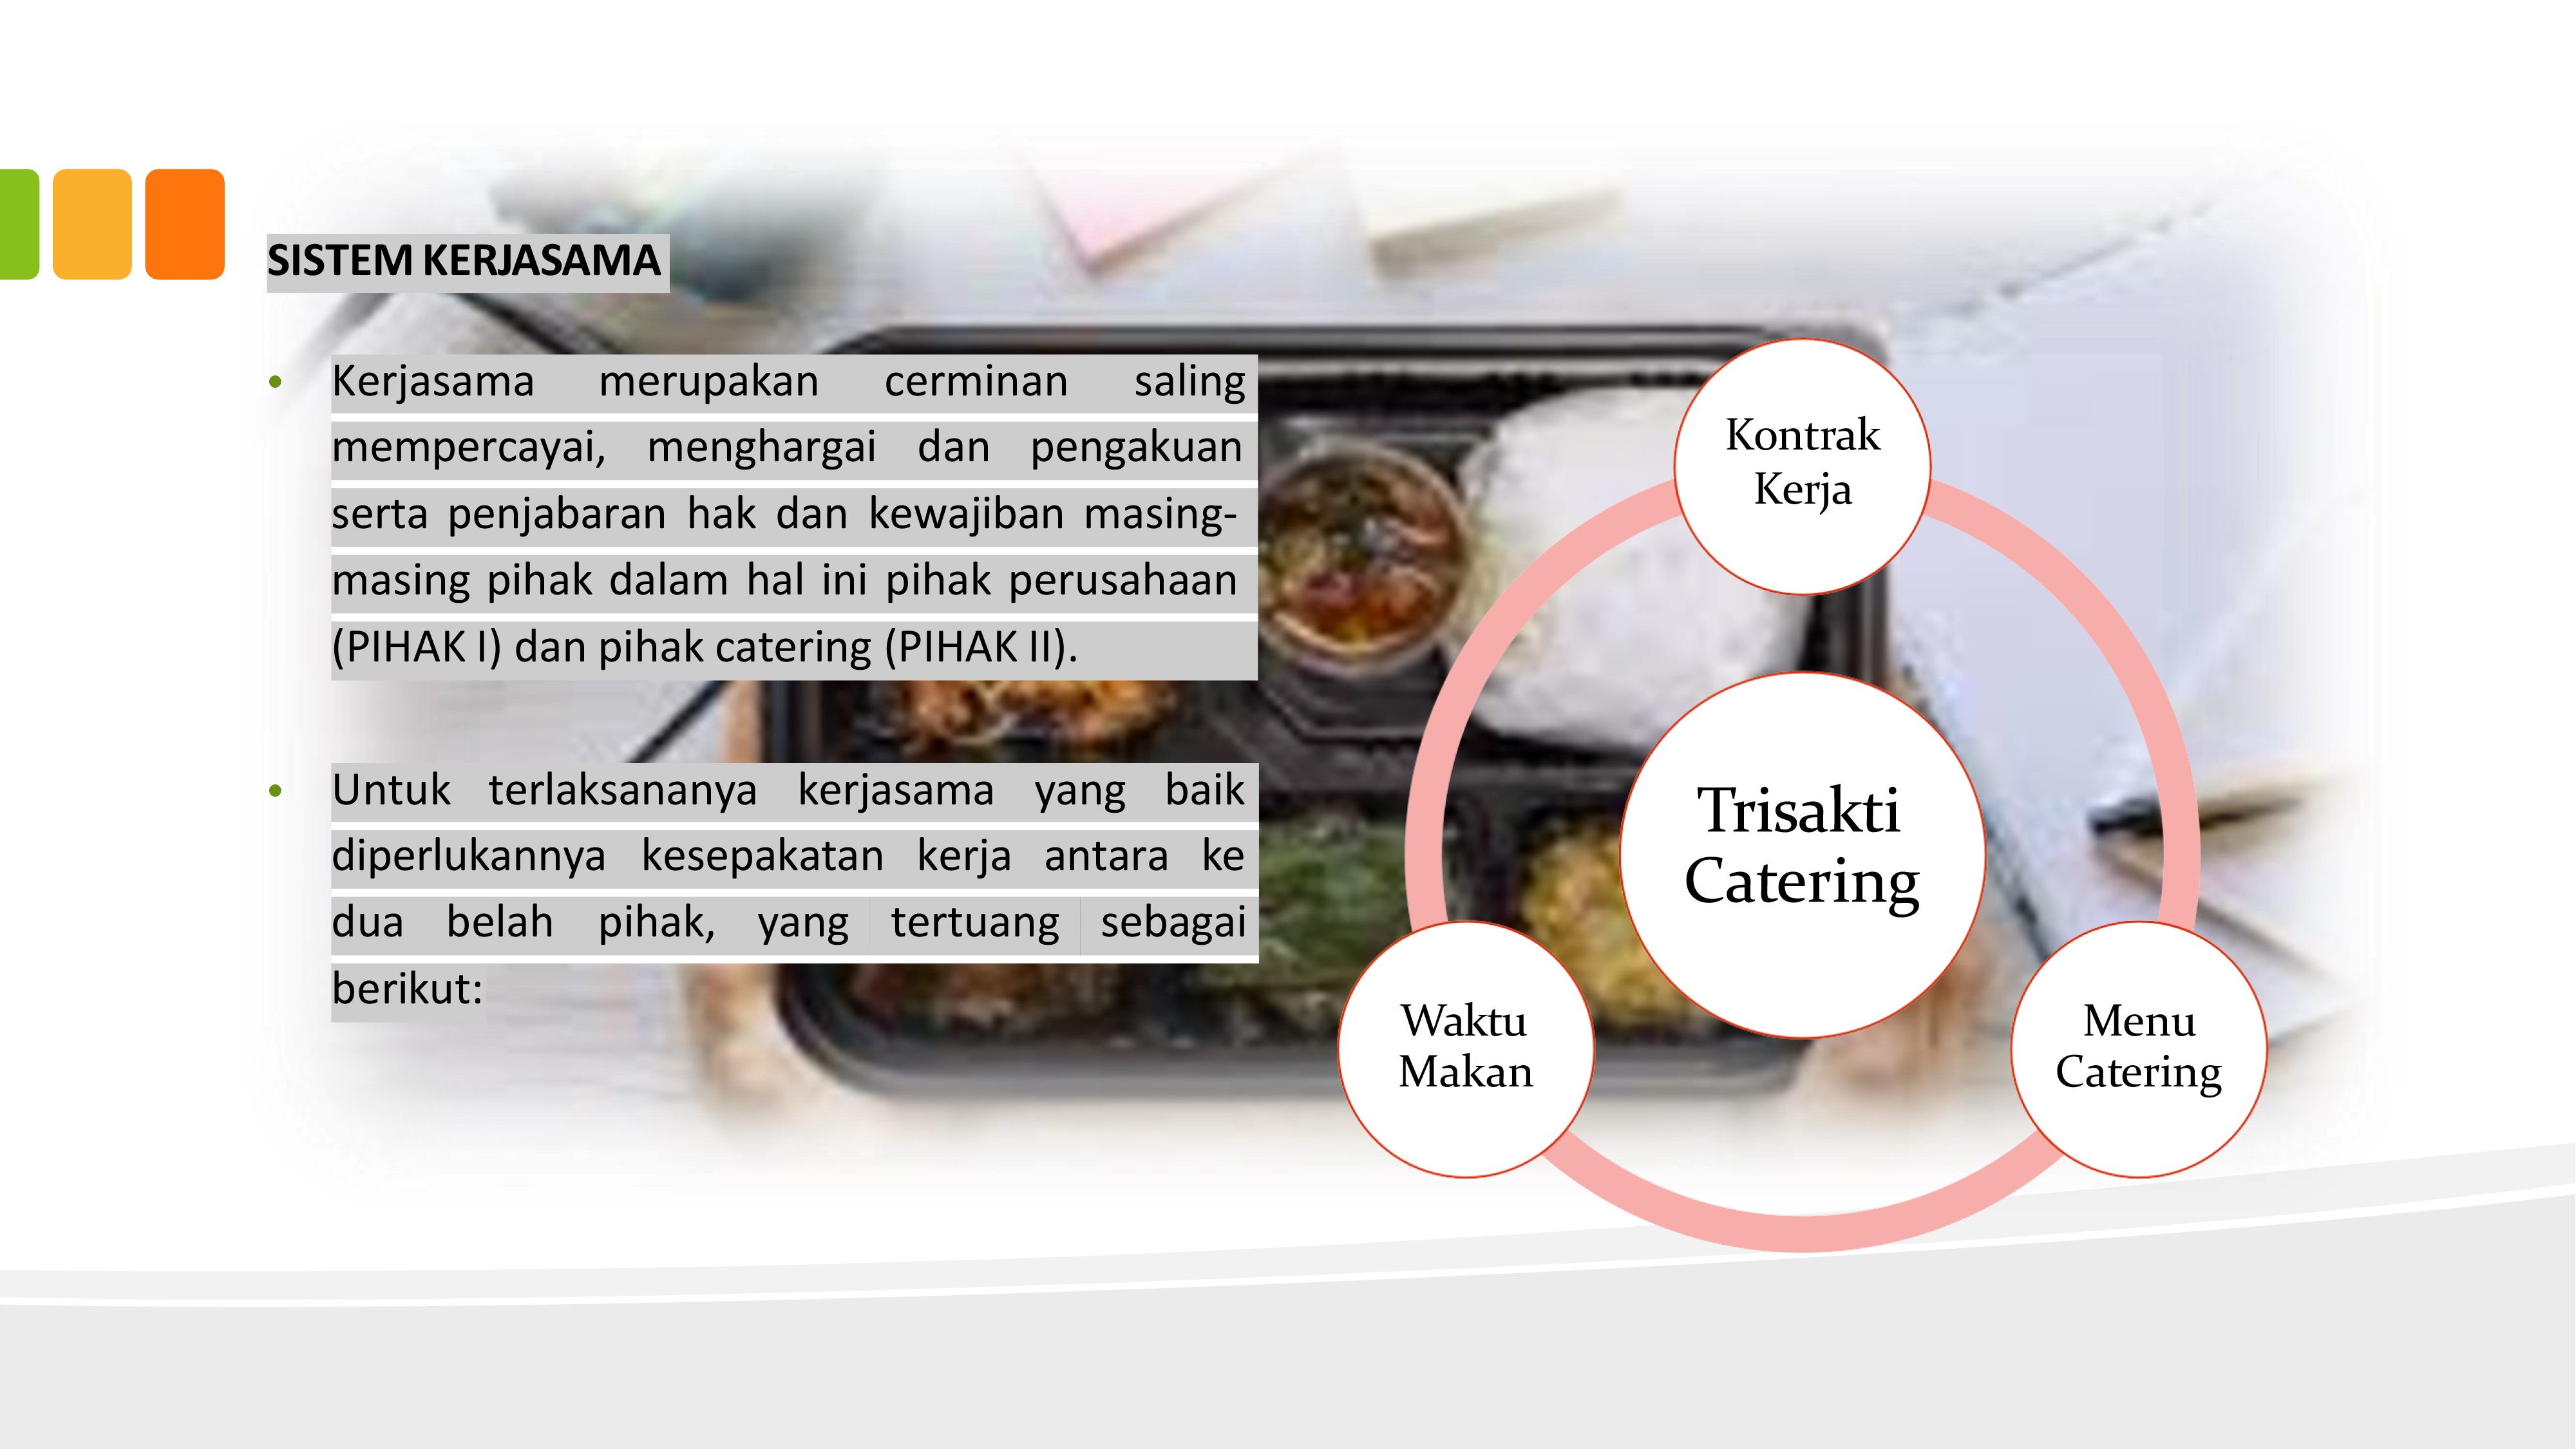 SISTEM KERJASAMA
• Kerjasama merupakan cerminan saling
mempercayai, menghargai dan pengakuan
serta penjabaran hak dan kewajiban masing-
masing pihak dalam hal ini pihak perusahaan
(PIHAK I) dan pihak catering (PIHAK II).
• Untuk terlaksananya kerjasama yang baik
diperlukannya kesepakatan kerja antara ke
dua belah pihak, yang tertuang sebagai
berikut:
Kontrak
Kerja
Trisakti
Catering
Waktu
Makan
Menu
Catering